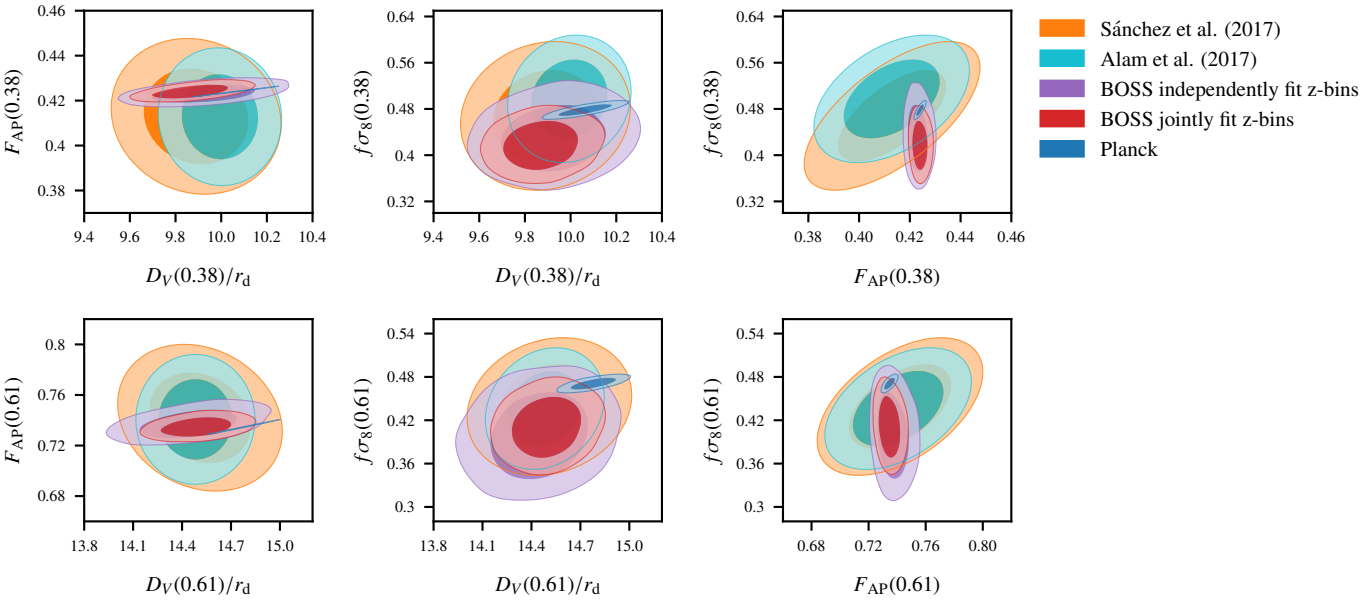 0.46
0.44
0.42
0.4
0.38
F_AP(0.38)
9.4 9.6 9.8 10.0 10.2 10.4
D_V(0.38)/r_d
0.64
0.56
0.48
0.4
0.32
fσ_8(0.38)
9.4 9.6 9.8 10.0 10.2 10.4
D_V(0.38)/r_d
0.64
0.56
0.48
0.4
0.32
fσ_8(0.38)
0.38 0.40 0.42 0.44 0.46
F_AP(0.38)
Sánchez et al. (2017)
Alam et al. (2017)
BOSS independently fit z-bins
BOSS jointly fit z-bins
Planck
0.8
0.76
0.72
0.68
F_AP(0.61)
13.8 14.1 14.4 14.7 15.0
D_V(0.61)/r_d
0.54
0.48
0.42
0.36
0.3
fσ_8(0.61)
13.8 14.1 14.4 14.7 15.0
D_V(0.61)/r_d
0.54
0.48
0.42
0.36
0.3
fσ_8(0.61)
0.68 0.72 0.76 0.80
F_AP(0.61)